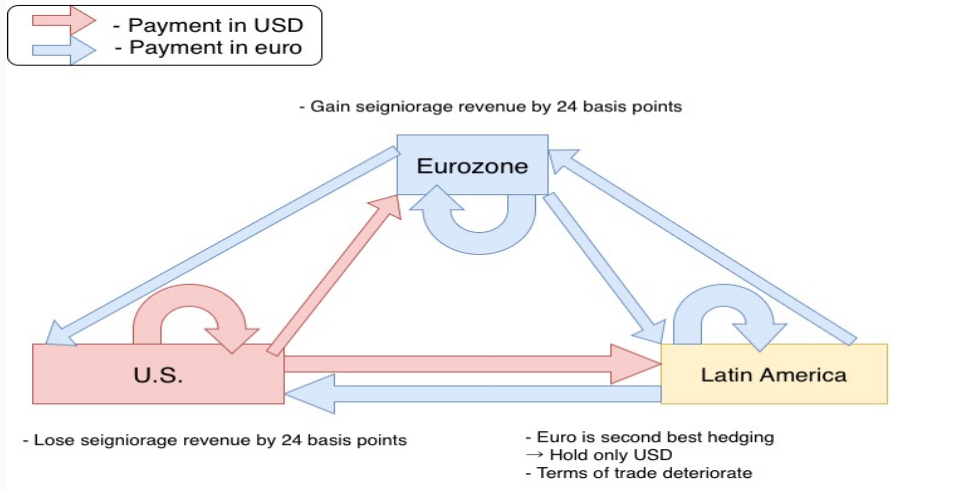 - Payment in USD
- Payment in euro
- Gain seigniorage revenue by 24 basis points
Eurozone
U.S.
Latin America
- Lose seigniorage revenue by 24 basis points
- Euro is second best hedging
→ Hold only USD
- Terms of trade deteriorate